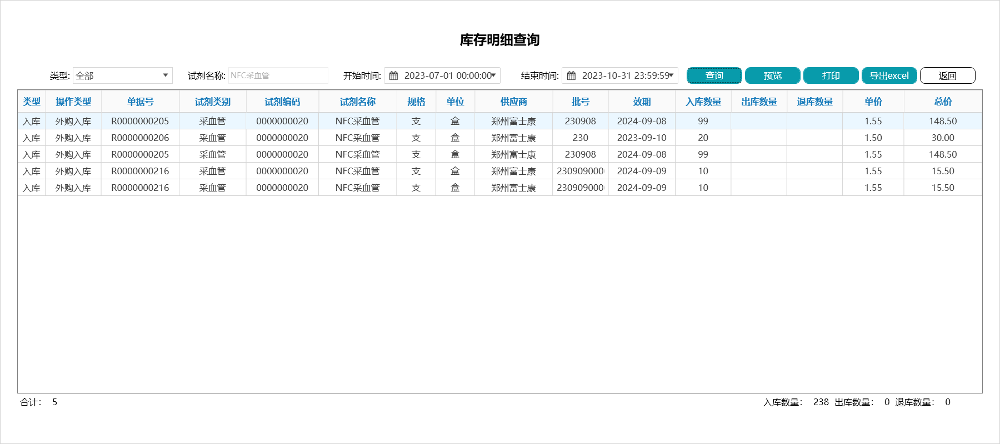 库存明细查询
类型: 全部 试剂名称: NFC采血管 开始时间: 2023-07-01 00:00:00 结束时间: 2023-10-31 23:59:59 查询 预览 打印 导出excel 返回
类型 操作类型 单据号 试剂类别 试剂编码 试剂名称 规格 单位 供应商 批号 效期 入库数量 出库数量 退库数量 单价 总价
入库 外购入库 R0000000205 采血管 0000000020 NFC采血管 支 盒 郑州富士康 230908 2024-09-08 99 1.55 148.50
入库 外购入库 R0000000206 采血管 0000000020 NFC采血管 支 盒 郑州富士康 230 2023-09-10 20 1.50 30.00
入库 外购入库 R0000000205 采血管 0000000020 NFC采血管 支 盒 郑州富士康 230908 2024-09-08 99 1.55 148.50
入库 外购入库 R0000000216 采血管 0000000020 NFC采血管 支 盒 郑州富士康 230909000 2024-09-09 10 1.55 15.50
入库 外购入库 R0000000216 采血管 0000000020 NFC采血管 支 盒 郑州富士康 230909000 2024-09-09 10 1.55 15.50
合计: 5 入库数量: 238 出库数量: 0 退库数量: 0